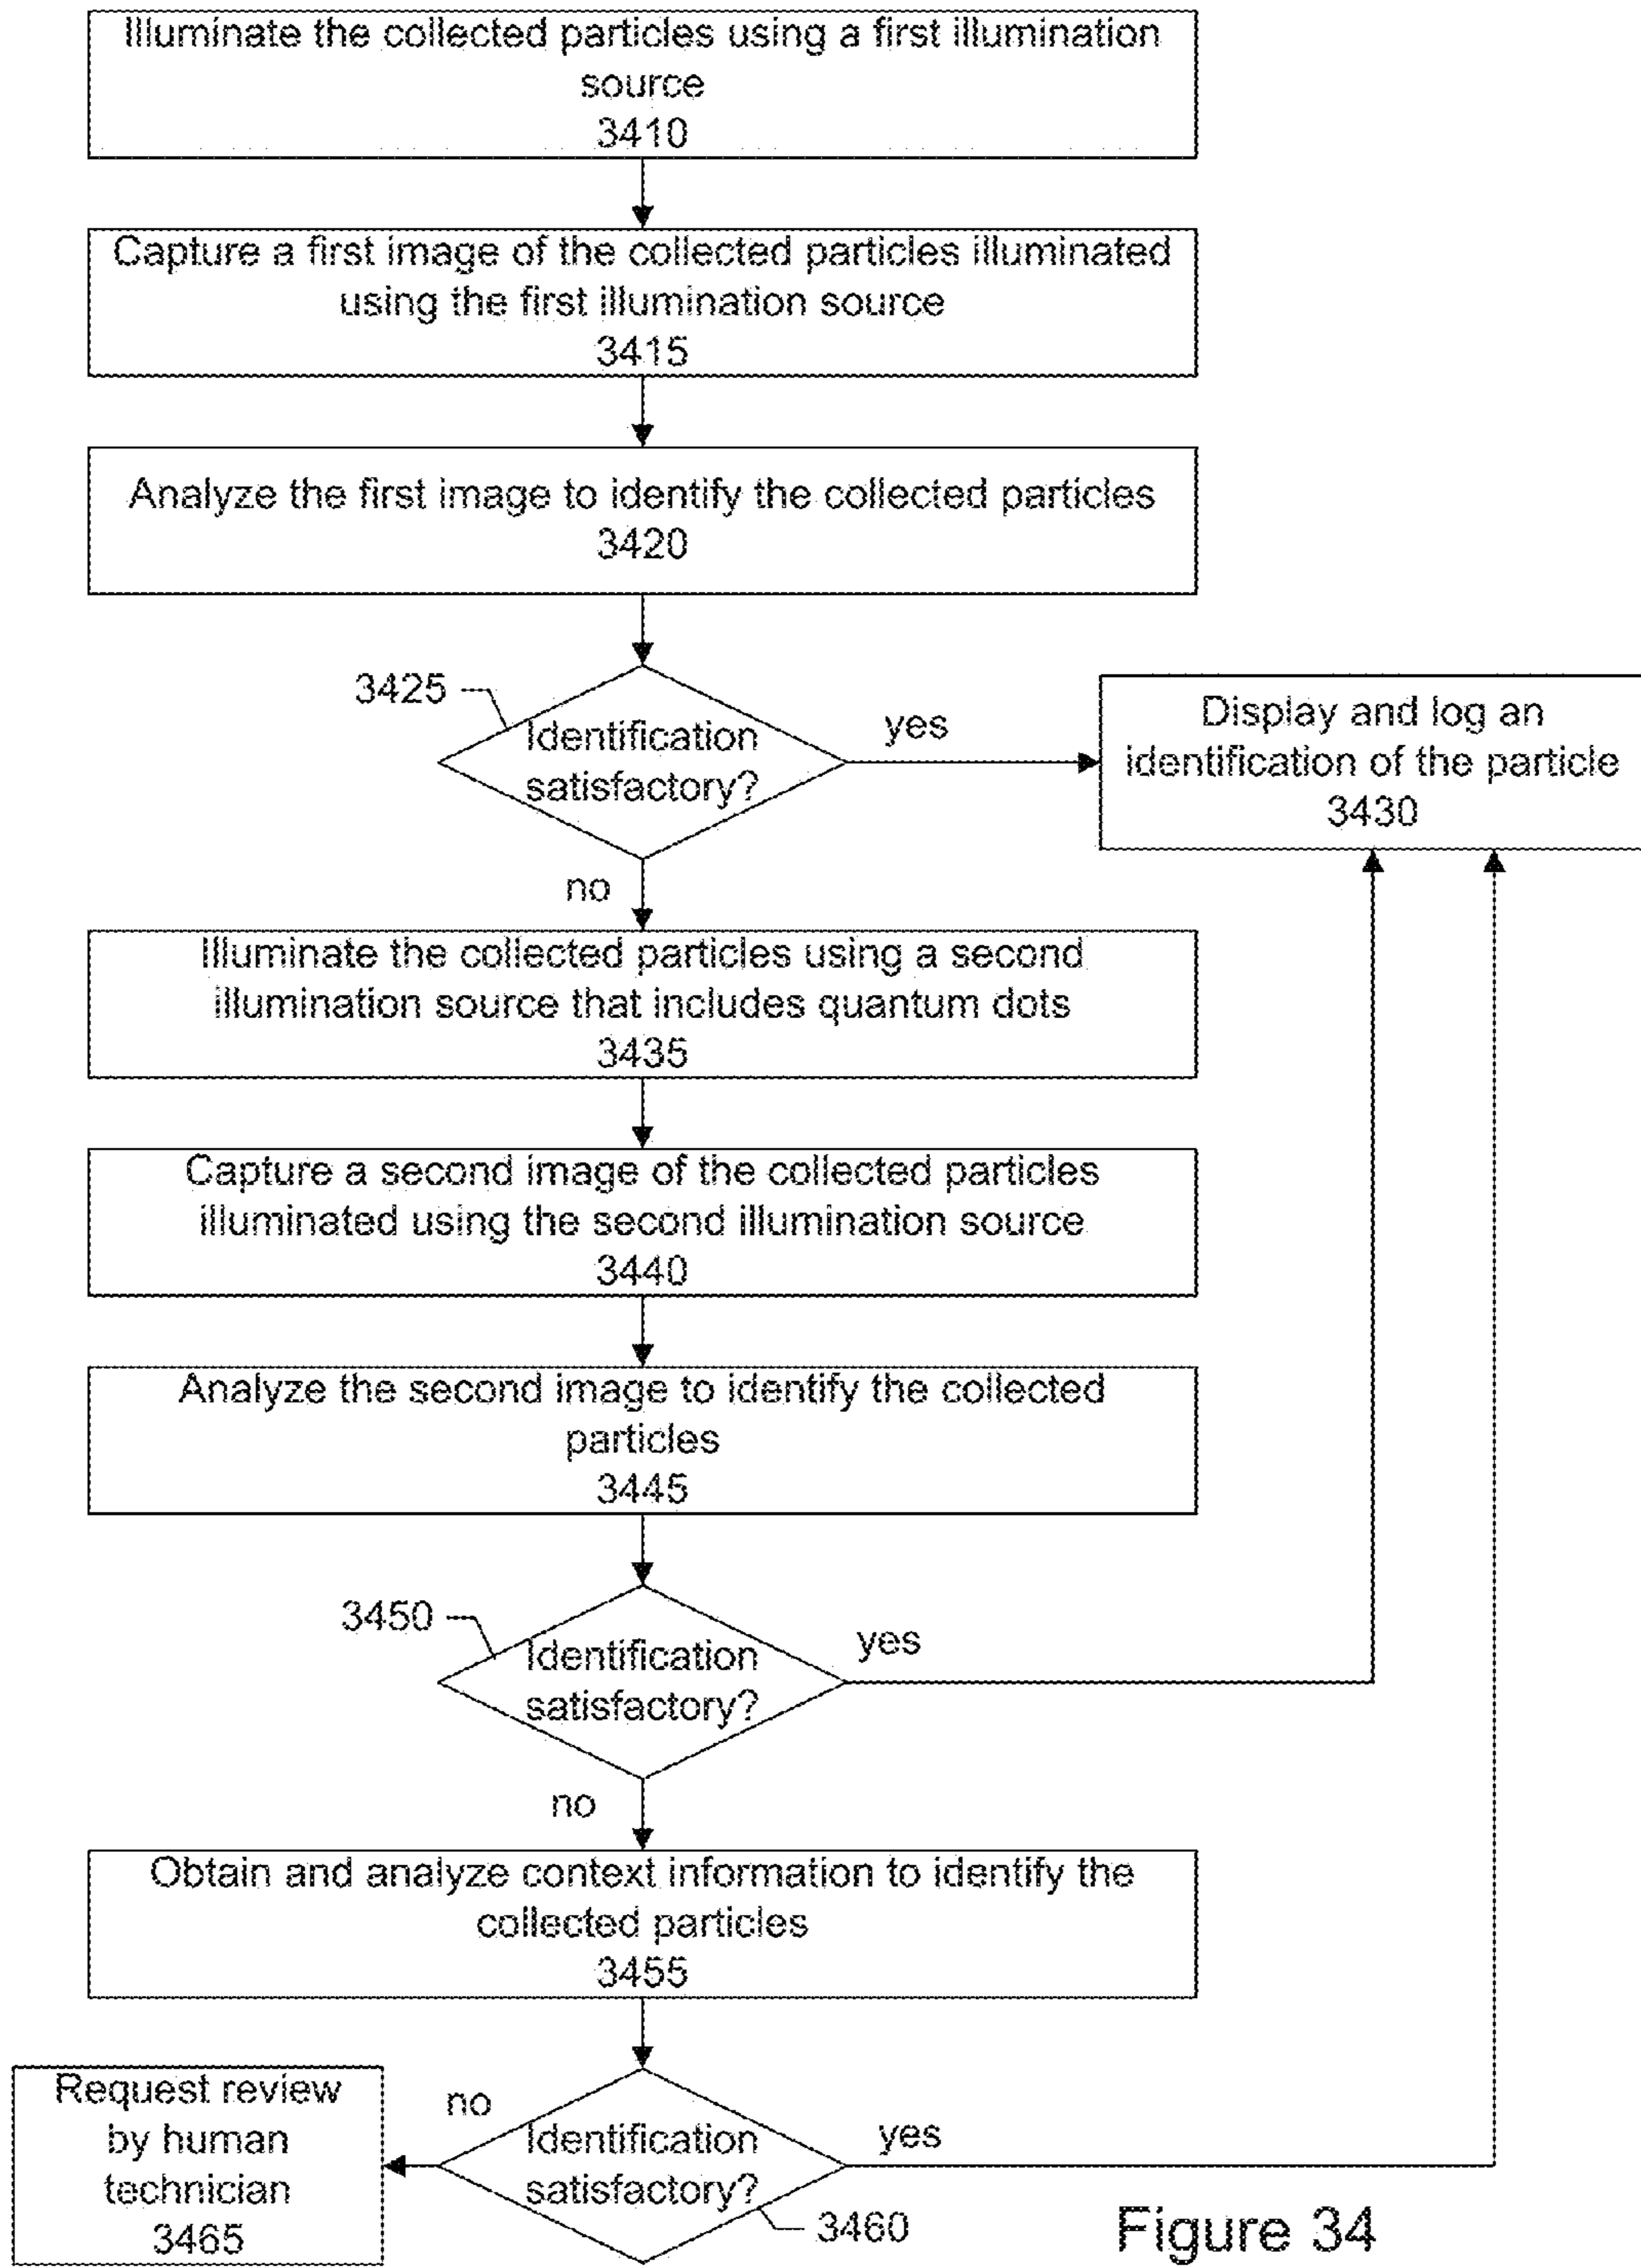 Illuminate the collected particles using a first illumination
source
3410
Capture a first image of the collected particles illuminated
using the first illumination source
3415
Analyze the first image to identify the collected particles
3420
3425
Identification
satisfactory?
yes
Display and log an
identification of the particle
3430
no
Illuminate the collected particles using a second
illumination source that includes quantum dots
3435
Capture a second image of the collected particles
illuminated using the second illumination source
3440
Analyze the second image to identify the collected
particles
3445
3450
Identification
satisfactory?
yes
no
Obtain and analyze context information to identify the
collected particles
3455
Request review
by human
technician
3465
no
Identification
satisfactory?
yes
3460
Figure 34